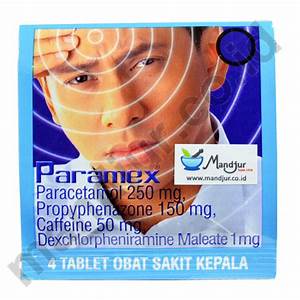 Mandjur
www.mandjur.co.id
Paramex
Paracetamol 250 mg,
Propyphenazone 150 mg,
Caffeine 50 mg
Dexchlorpheniramine Maleate 1mg
4 TABLET OBAT SAKIT KEPALA